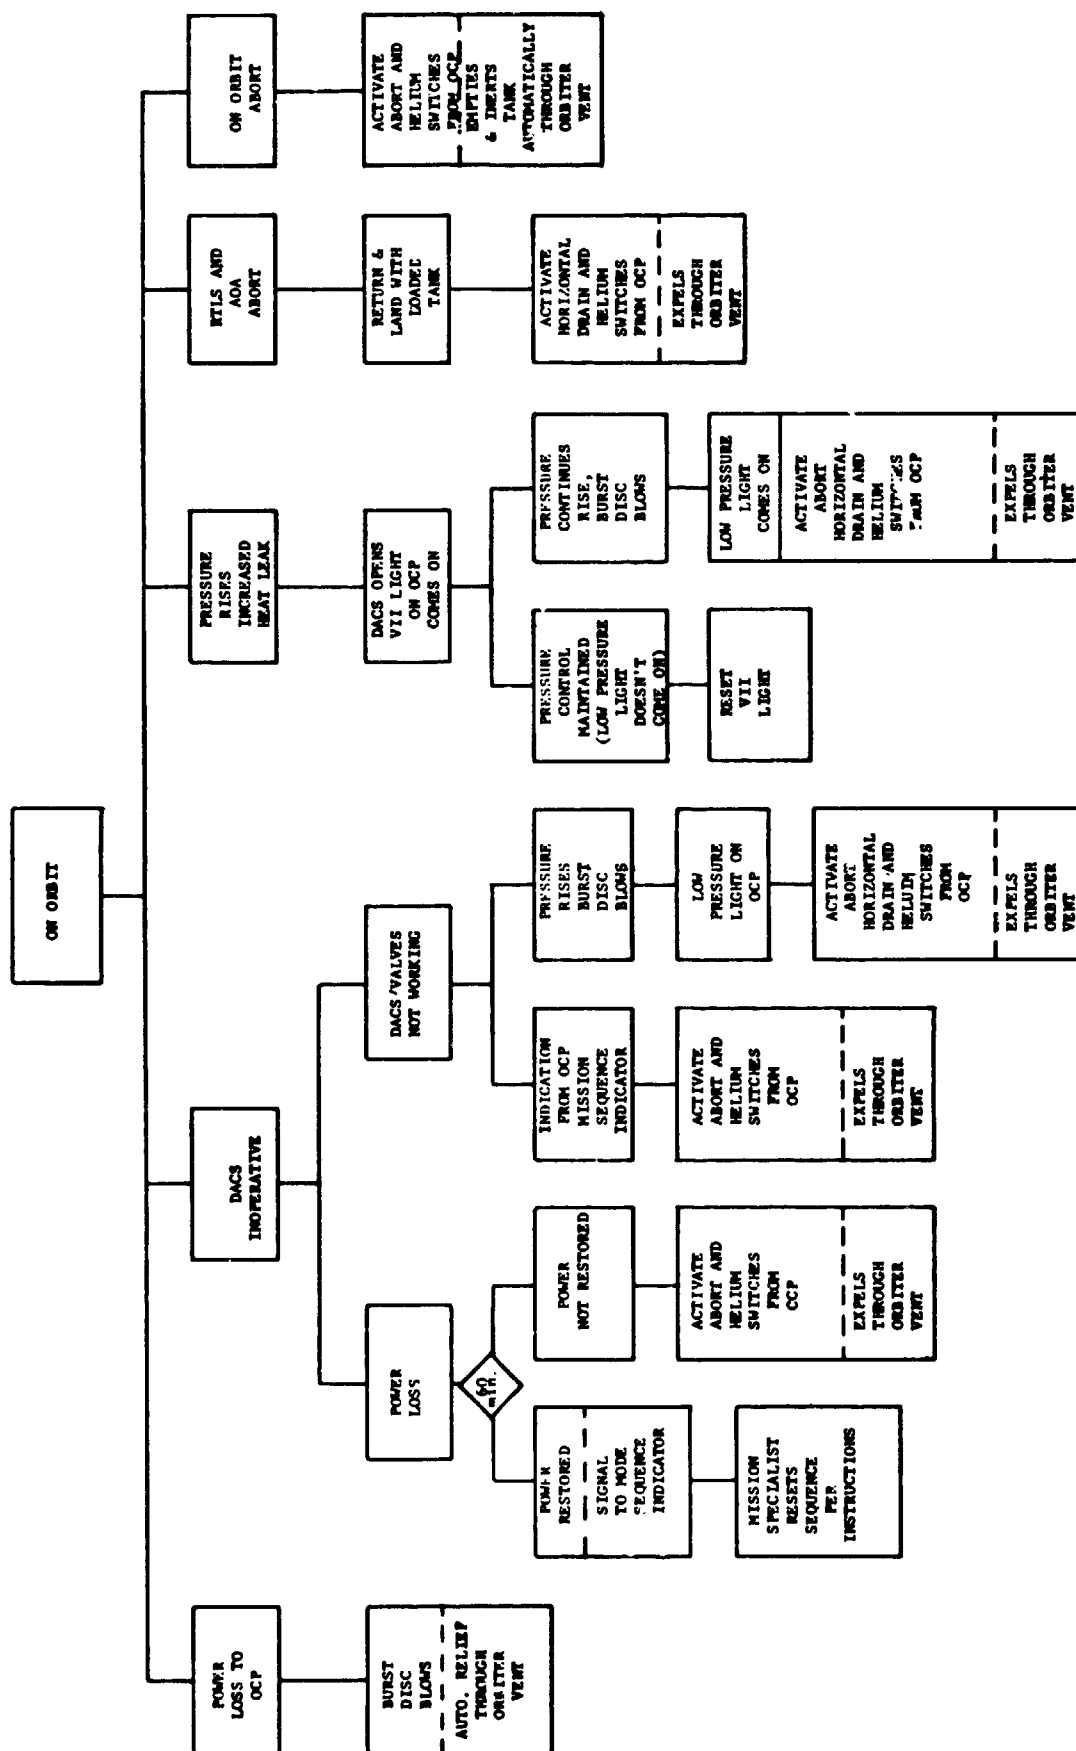 ON ORBIT
POWER
LOSS TO
OCP
BURST
DISC
BLOWS
AUTO. RELIEF
THROUGH
ORBITER
VENT
DACS
INOPERATIVE
POWER
LOSS
60
min.
POWER
RESTORED
SIGNAL
TO MODE
SEQUENCE
INDICATOR
MISSION
SPECIALIST
RESETS
SEQUENCE
PER
INSTRUCTIONS
POWER
NOT RESTORED
ACTIVATE
ABORT AND
HELIUM
SWITCHES
FROM
OCP
EXPELS
THROUGH
ORBITER
VENT
DACS/VALVES
NOT WORKING
INDICATION
FROM OCP
MISSION
SEQUENCE
INDICATOR
ACTIVATE
ABORT AND
HELIUM
SWITCHES
FROM
OCP
EXPELS
THROUGH
ORBITER
VENT
PRESSURE
RISES
BURST
DISC
BLOWS
LOW
PRESSURE
LIGHT ON
OCP
ACTIVATE
ABORT
HORIZONTAL
DRAIN AND
HELUIM
SWITCHES
FROM
OCP
EXPELS
THROUGH
ORBITER
VENT
PRESSURE
RISES
INCREASED
HEAT LEAK
DACS OPENS
VII LIGHT
ON OCP
COMES ON
PRESSURE
CONTROL
MAINTAINED
(LOW PRESSURE
LIGHT
DOESN'T
COME ON)
RESET
VII
LIGHT
PRESSURE
CONTINUES
RISE,
BURST
DISC
BLOWS
LOW PRESSURE
LIGHT
COMES ON
ACTIVATE
ABORT
HORIZONTAL
DRAIN AND
HELIUM
SWITCHES
FROM OCP
EXPELS
THROUGH
ORBITER
VENT
RTLS AND
AOA
ABORT
RETURN &
LAND WITH
LOADED
TANK
ACTIVATE
HORIZONTAL
DRAIN AND
HELIUM
SWITCHES
FROM OCP
EXPELS
THROUGH
ORBITER
VENT
ON ORBIT
ABORT
ACTIVATE
ABORT AND
HELIUM
SWITCHES
FROM OCP
EMPTIES
& INERTS
TANK
AUTOMATICALLY
THROUGH
ORBITER
VENT